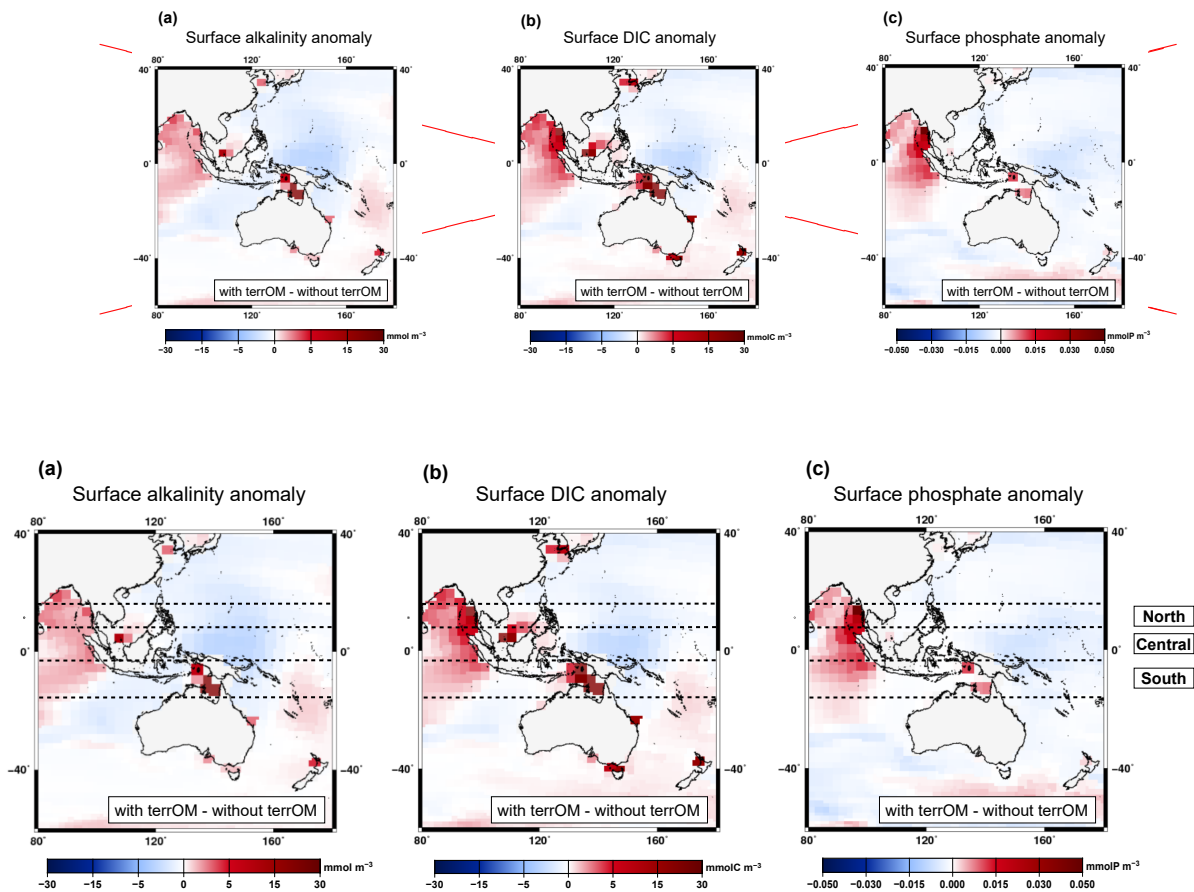 (a)
Surface alkalinity anomaly
80˚ 120˚ 160˚
40˚ 40˚
0˚ 0˚
−40˚ −40˚
with terrOM - without terrOM
80˚ 120˚ 160˚
mmol m⁻³
−30 −15 −5 0 5 15 30
(b)
Surface DIC anomaly
80˚ 120˚ 160˚
40˚ 40˚
0˚ 0˚
−40˚ −40˚
with terrOM - without terrOM
80˚ 120˚ 160˚
mmolC m⁻³
−30 −15 −5 0 5 15 30
(c)
Surface phosphate anomaly
80˚ 120˚ 160˚
40˚ 40˚
0˚ 0˚
−40˚ −40˚
with terrOM - without terrOM
80˚ 120˚ 160˚
mmolP m⁻³
−0.050 −0.030 −0.015 0.000 0.015 0.030 0.050
(a)
Surface alkalinity anomaly
80˚ 120˚ 160˚
40˚ 40˚
0˚ 0˚
−40˚ −40˚
with terrOM - without terrOM
80˚ 120˚ 160˚
mmol m⁻³
−30 −15 −5 0 5 15 30
(b)
Surface DIC anomaly
80˚ 120˚ 160˚
40˚ 40˚
0˚ 0˚
−40˚ −40˚
with terrOM - without terrOM
80˚ 120˚ 160˚
mmolC m⁻³
−30 −15 −5 0 5 15 30
(c)
Surface phosphate anomaly
80˚ 120˚ 160˚
40˚ 40˚
0˚ 0˚
−40˚ −40˚
with terrOM - without terrOM
80˚ 120˚ 160˚
mmolP m⁻³
−0.050 −0.030 −0.015 0.000 0.015 0.030 0.050
North
Central
South